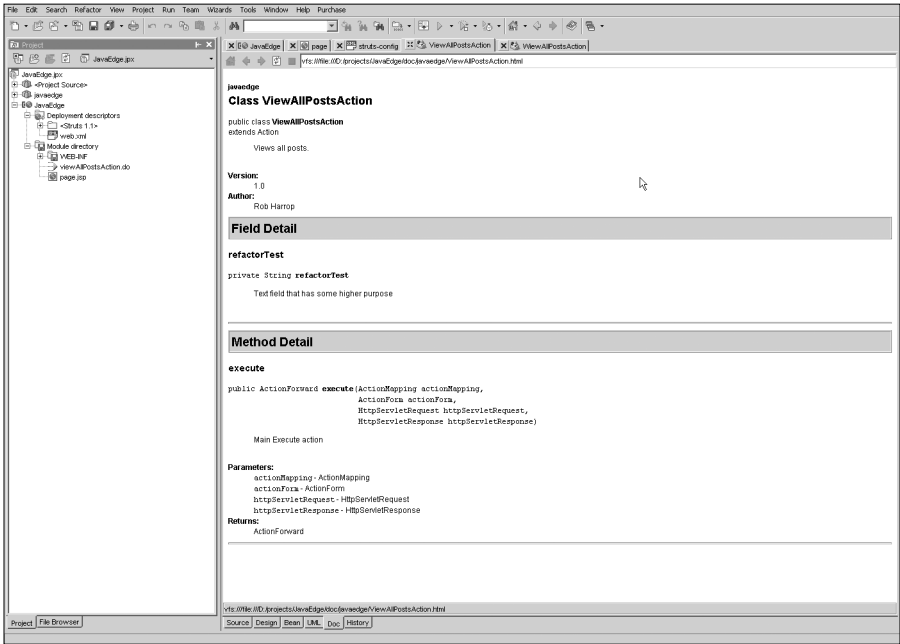 File Edit Search Refactor View Project Run Team Wizards Tools Window Help Purchase
Project
JavaEdge.jpx
JavaEdge.jpx
<Project Source>
javaedge
JavaEdge
Deployment descriptors
<Struts 1.1>
web.xml
Module directory
WEB-INF
viewAllPostsAction.do
page.jsp
Project File Browser
JavaEdge page struts-config ViewAllPostsAction WiewAllPostsAction
vfs:///file:///D:/projects/JavaEdge/doc/javaedge/ViewAllPostsAction.html
javaedge
Class ViewAllPostsAction
public class ViewAllPostsAction
extends Action
Views all posts.
Version:
1.0
Author:
Rob Harrop
Field Detail
refactorTest
private String refactorTest
Text field that has some higher purpose
Method Detail
execute
public ActionForward execute(ActionMapping actionMapping,
ActionForm actionForm,
HttpServletRequest httpServletRequest,
HttpServletResponse httpServletResponse)
Main Execute action
Parameters:
actionMapping - ActionMapping
actionForm - ActionForm
httpServletRequest - HttpServletRequest
httpServletResponse - HttpServletResponse
Returns:
ActionForward
vfs:///file:///D:/projects/JavaEdge/doc/javaedge/ViewAllPostsAction.html
Source Design Bean UML Doc History